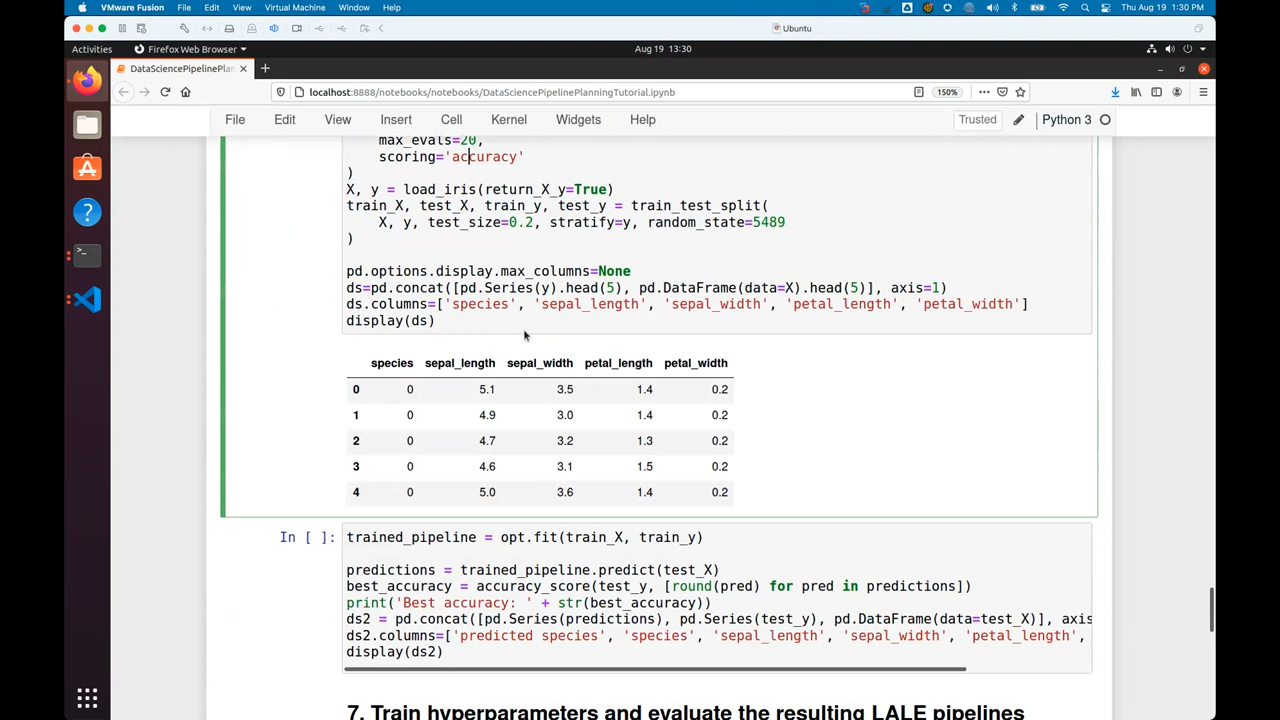 VMware Fusion File Edit View Virtual Machine Window Help Thu Aug 19 1:30 PM
Ubuntu
Activities Firefox Web Browser Aug 19 13:30
DataSciencePipelinePlan
localhost:8888/notebooks/notebooks/DataSciencePipelinePlanningTutorial.ipynb 150%
File Edit View Insert Cell Kernel Widgets Help Trusted Python 3
max_evals=20,
scoring='accuracy'
)
X, y = load_iris(return_X_y=True)
train_X, test_X, train_y, test_y = train_test_split(
X, y, test_size=0.2, stratify=y, random_state=5489
)
pd.options.display.max_columns=None
ds=pd.concat([pd.Series(y).head(5), pd.DataFrame(data=X).head(5)], axis=1)
ds.columns=['species', 'sepal_length', 'sepal_width', 'petal_length', 'petal_width']
display(ds)
species sepal_length sepal_width petal_length petal_width
0 0 5.1 3.5 1.4 0.2
1 0 4.9 3.0 1.4 0.2
2 0 4.7 3.2 1.3 0.2
3 0 4.6 3.1 1.5 0.2
4 0 5.0 3.6 1.4 0.2
In [ ]: trained_pipeline = opt.fit(train_X, train_y)
predictions = trained_pipeline.predict(test_X)
best_accuracy = accuracy_score(test_y, [round(pred) for pred in predictions])
print('Best accuracy: ' + str(best_accuracy))
ds2 = pd.concat([pd.Series(predictions), pd.Series(test_y), pd.DataFrame(data=test_X)], axis
ds2.columns=['predicted species', 'species', 'sepal_length', 'sepal_width', 'petal_length',
display(ds2)
7. Train hyperparameters and evaluate the resulting LALE pipelines